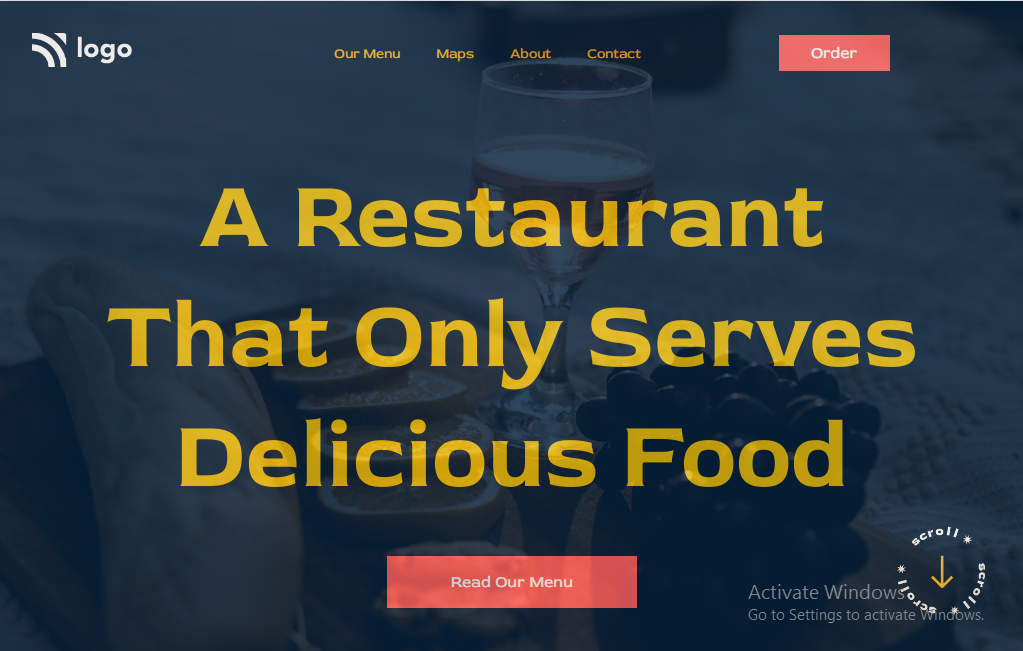 logo
Our Menu Maps About Contact
Order
A Restaurant
That Only Serves
Delicious Food
Read Our Menu
scroll * scroll * scroll *
Activate Windows
Go to Settings to activate Windows.